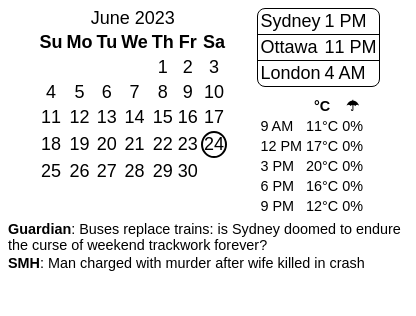 June 2023
Su Mo Tu We Th Fr Sa
1 2 3
4 5 6 7 8 9 10
11 12 13 14 15 16 17
18 19 20 21 22 23 24
25 26 27 28 29 30
Sydney 1 PM
Ottawa 11 PM
London 4 AM
°C ☂
9 AM 11°C 0%
12 PM 17°C 0%
3 PM 20°C 0%
6 PM 16°C 0%
9 PM 12°C 0%
Guardian: Buses replace trains: is Sydney doomed to endure
the curse of weekend trackwork forever?
SMH: Man charged with murder after wife killed in crash